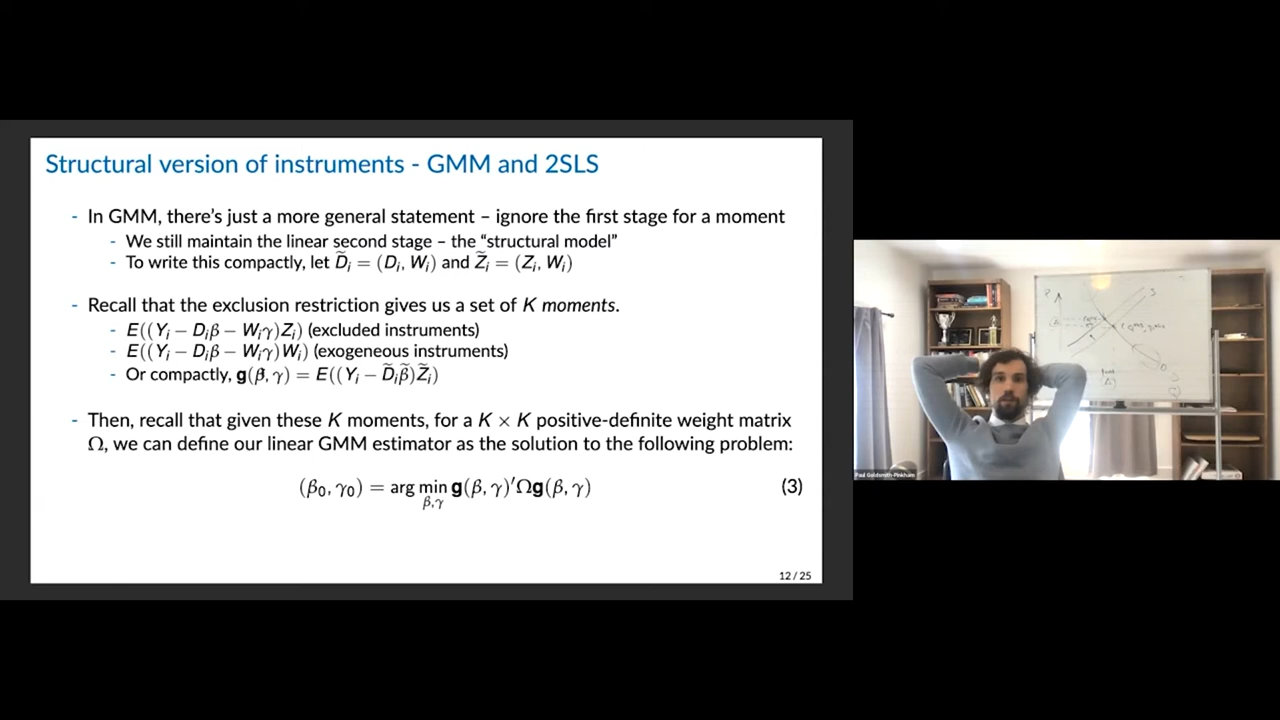 Structural version of instruments - GMM and 2SLS
- In GMM, there's just a more general statement – ignore the first stage for a moment
- We still maintain the linear second stage – the "structural model"
- To write this compactly, let D̃ᵢ = (Dᵢ, Wᵢ) and Z̃ᵢ = (Zᵢ, Wᵢ)
- Recall that the exclusion restriction gives us a set of K moments.
- E((Yᵢ − Dᵢβ − Wᵢγ)Zᵢ) (excluded instruments)
- E((Yᵢ − Dᵢβ − Wᵢγ)Wᵢ) (exogeneous instruments)
- Or compactly, g(β, γ) = E((Yᵢ − D̃ᵢβ̃)Z̃ᵢ)
- Then, recall that given these K moments, for a K × K positive-definite weight matrix
Ω, we can define our linear GMM estimator as the solution to the following problem:
(β₀, γ₀) = arg min g(β, γ)′Ωg(β, γ) (3)
β,γ
12 / 25
Paul Goldsmith-Pinkham